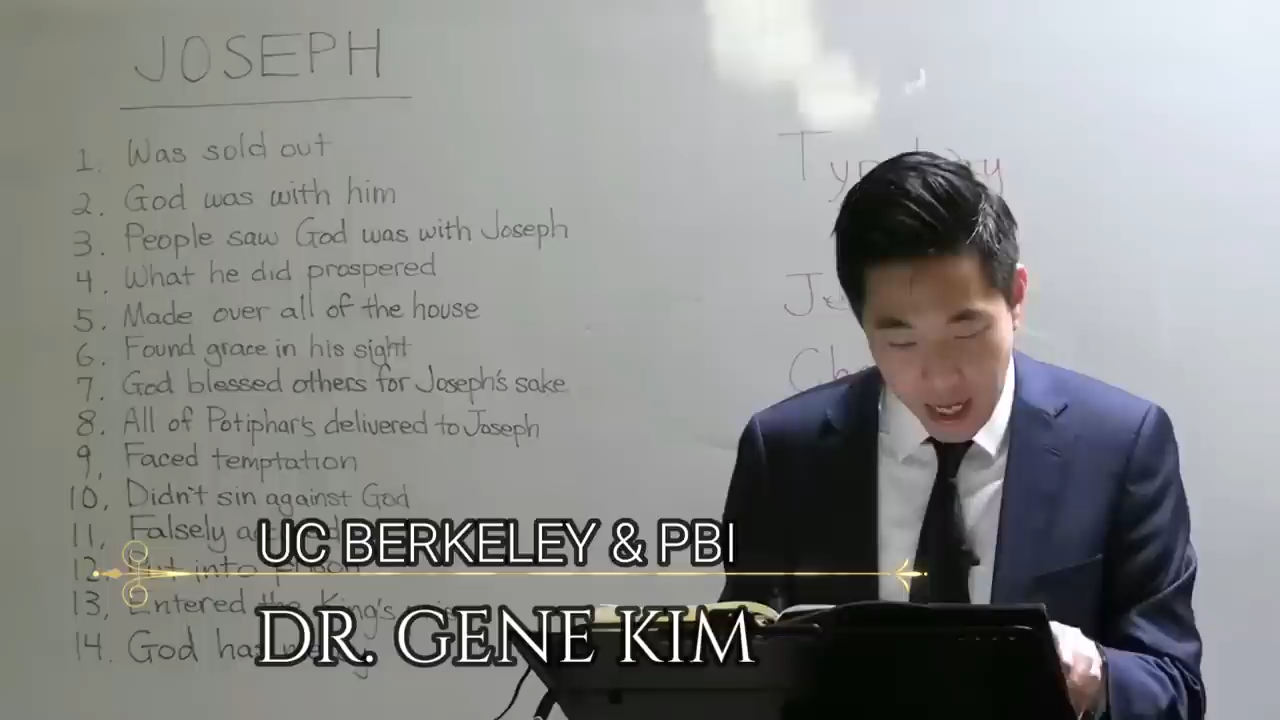 JOSEPH
1. Was sold out
2. God was with him
3. People saw God was with Joseph
4. What he did prospered
5. Made over all of the house
6. Found grace in his sight
7. God blessed others for Joseph's sake
8. All of Potiphar's delivered to Joseph
9. Faced temptation
10. Didn't sin against God
11. Falsely
12. Put into prison
13. Entered the King's
14. God
UC BERKELEY & PBI
DR. GENE KIM